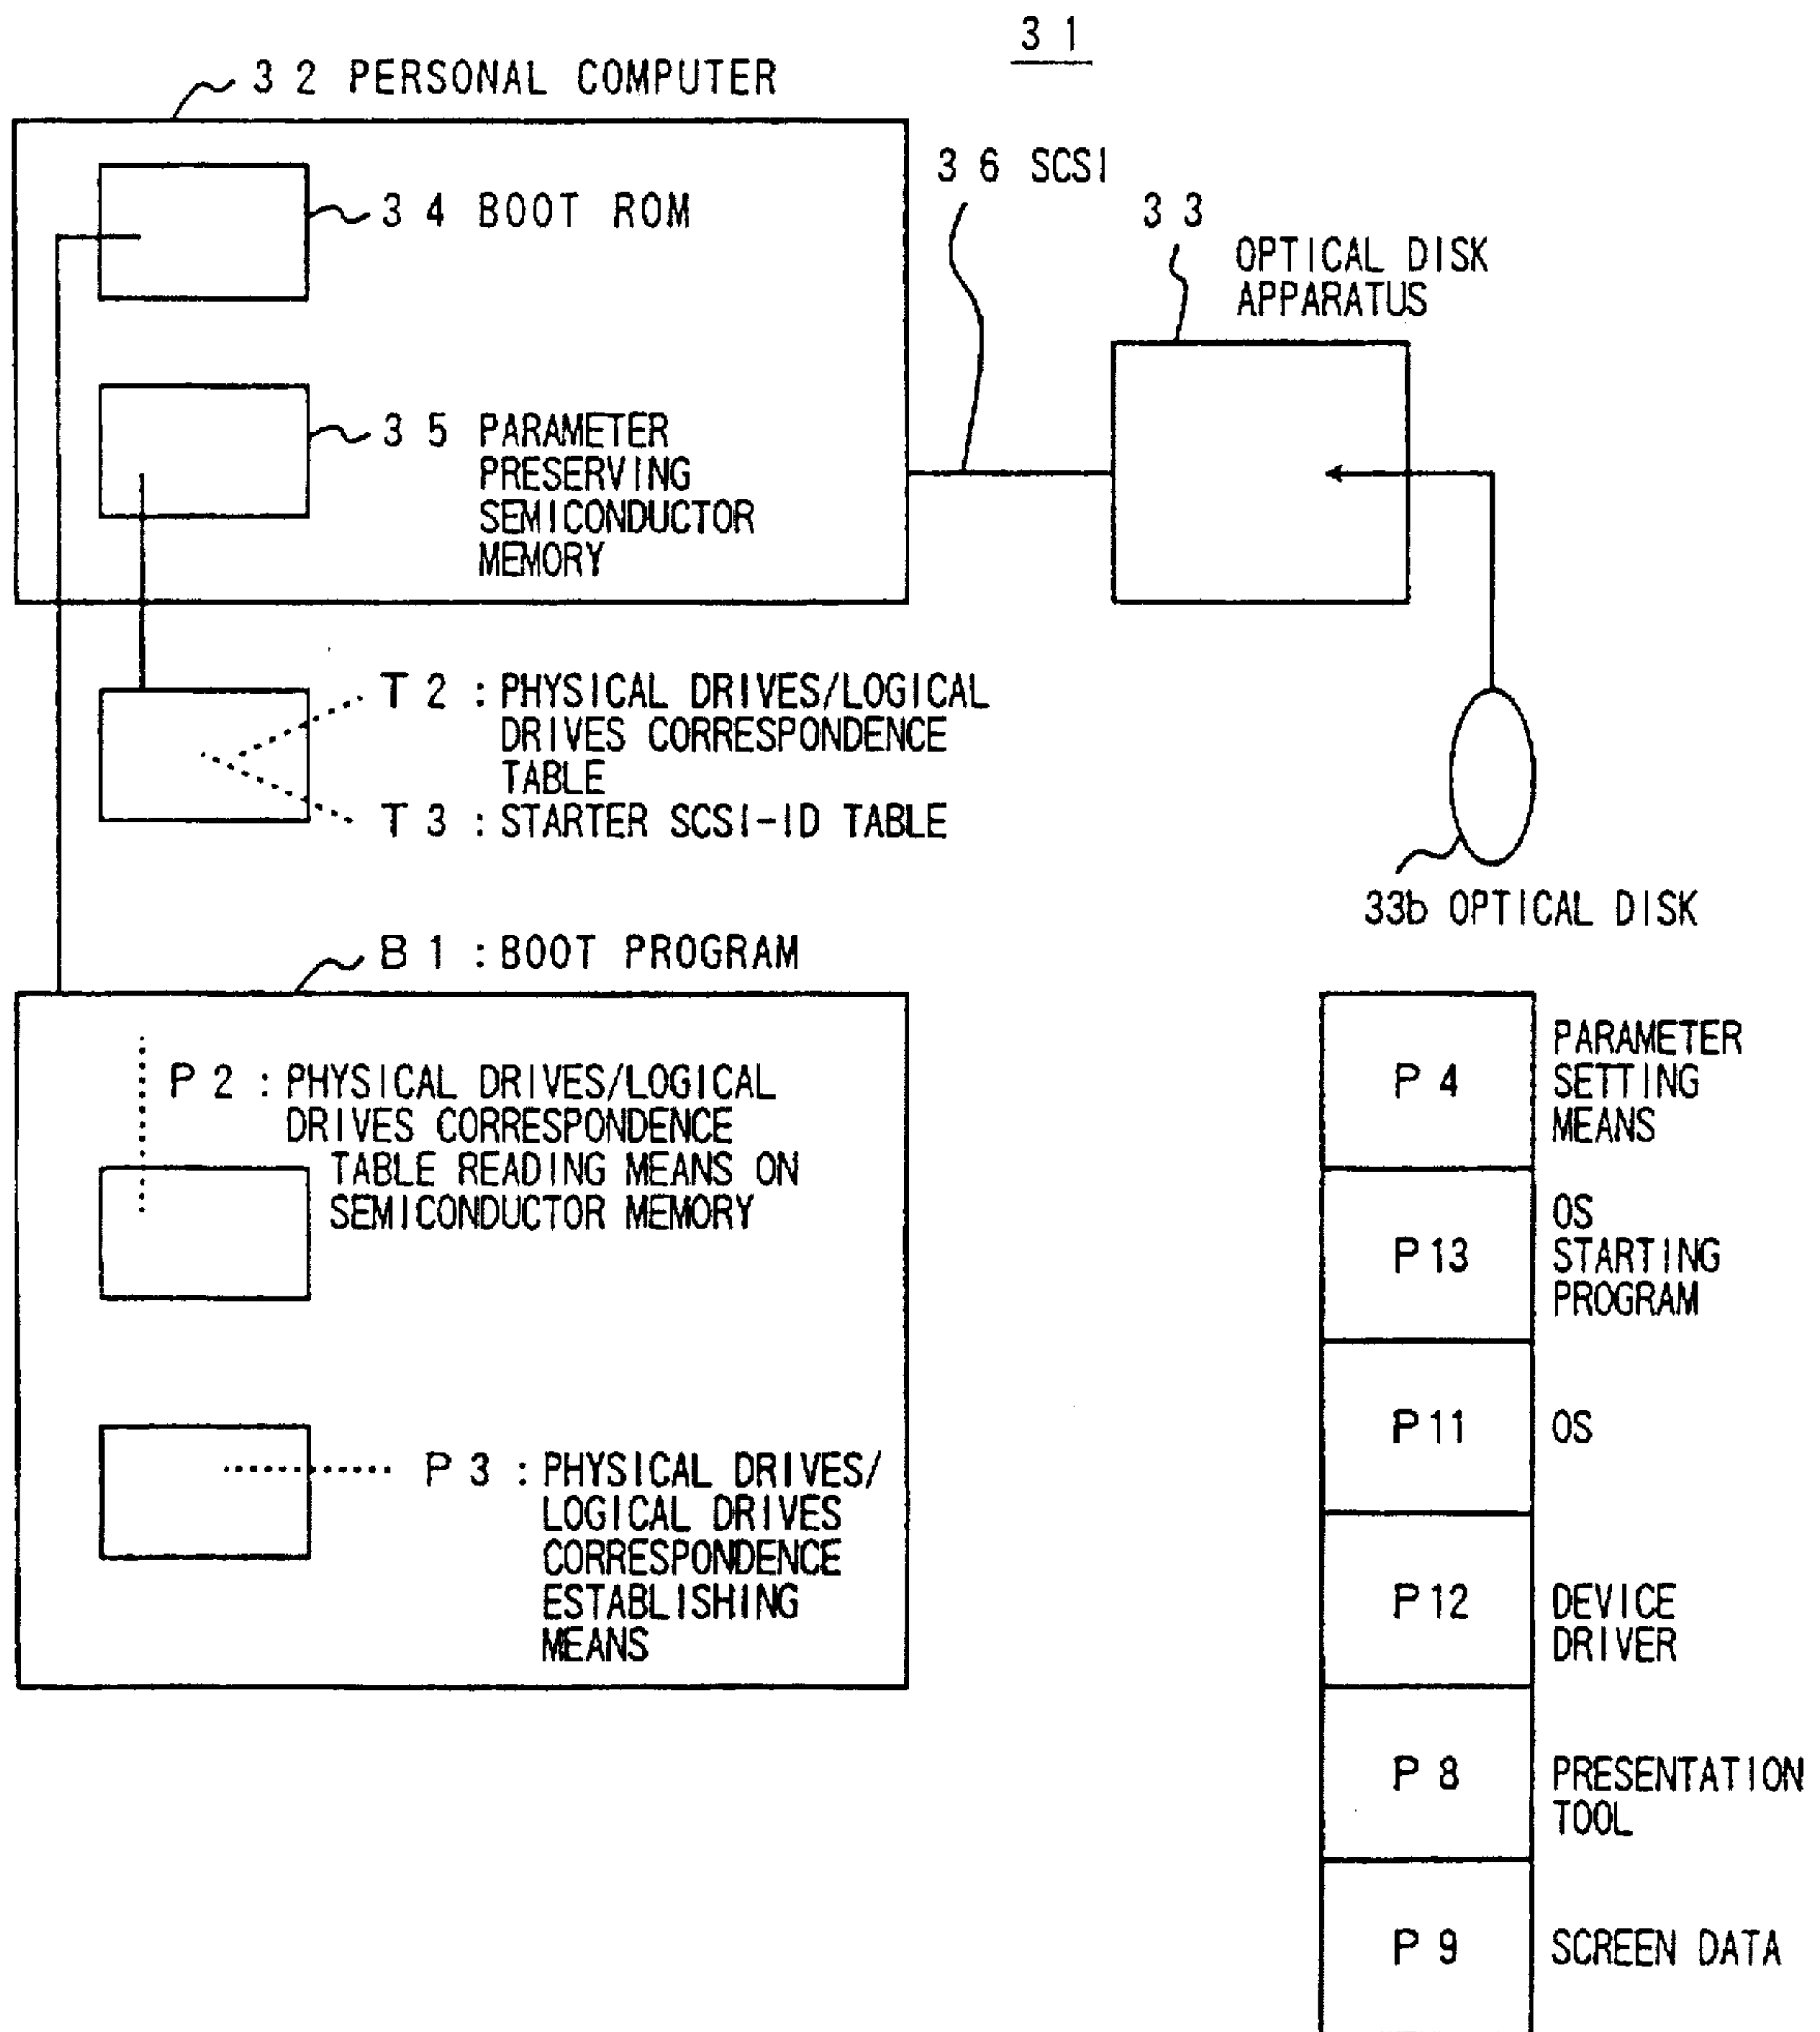 3 1
3 2 PERSONAL COMPUTER
3 4 BOOT ROM
3 5 PARAMETER
PRESERVING
SEMICONDUCTOR
MEMORY
3 6 SCSI
3 3
OPTICAL DISK
APPARATUS
T 2 : PHYSICAL DRIVES/LOGICAL
DRIVES CORRESPONDENCE
TABLE
T 3 : STARTER SCSI-ID TABLE
33b OPTICAL DISK
B 1 : BOOT PROGRAM
P 2 : PHYSICAL DRIVES/LOGICAL
DRIVES CORRESPONDENCE
TABLE READING MEANS ON
SEMICONDUCTOR MEMORY
P 3 : PHYSICAL DRIVES/
LOGICAL DRIVES
CORRESPONDENCE
ESTABLISHING
MEANS
P 4
PARAMETER
SETTING
MEANS
P 13
OS
STARTING
PROGRAM
P 11
OS
P 12
DEVICE
DRIVER
P 8
PRESENTATION
TOOL
P 9
SCREEN DATA